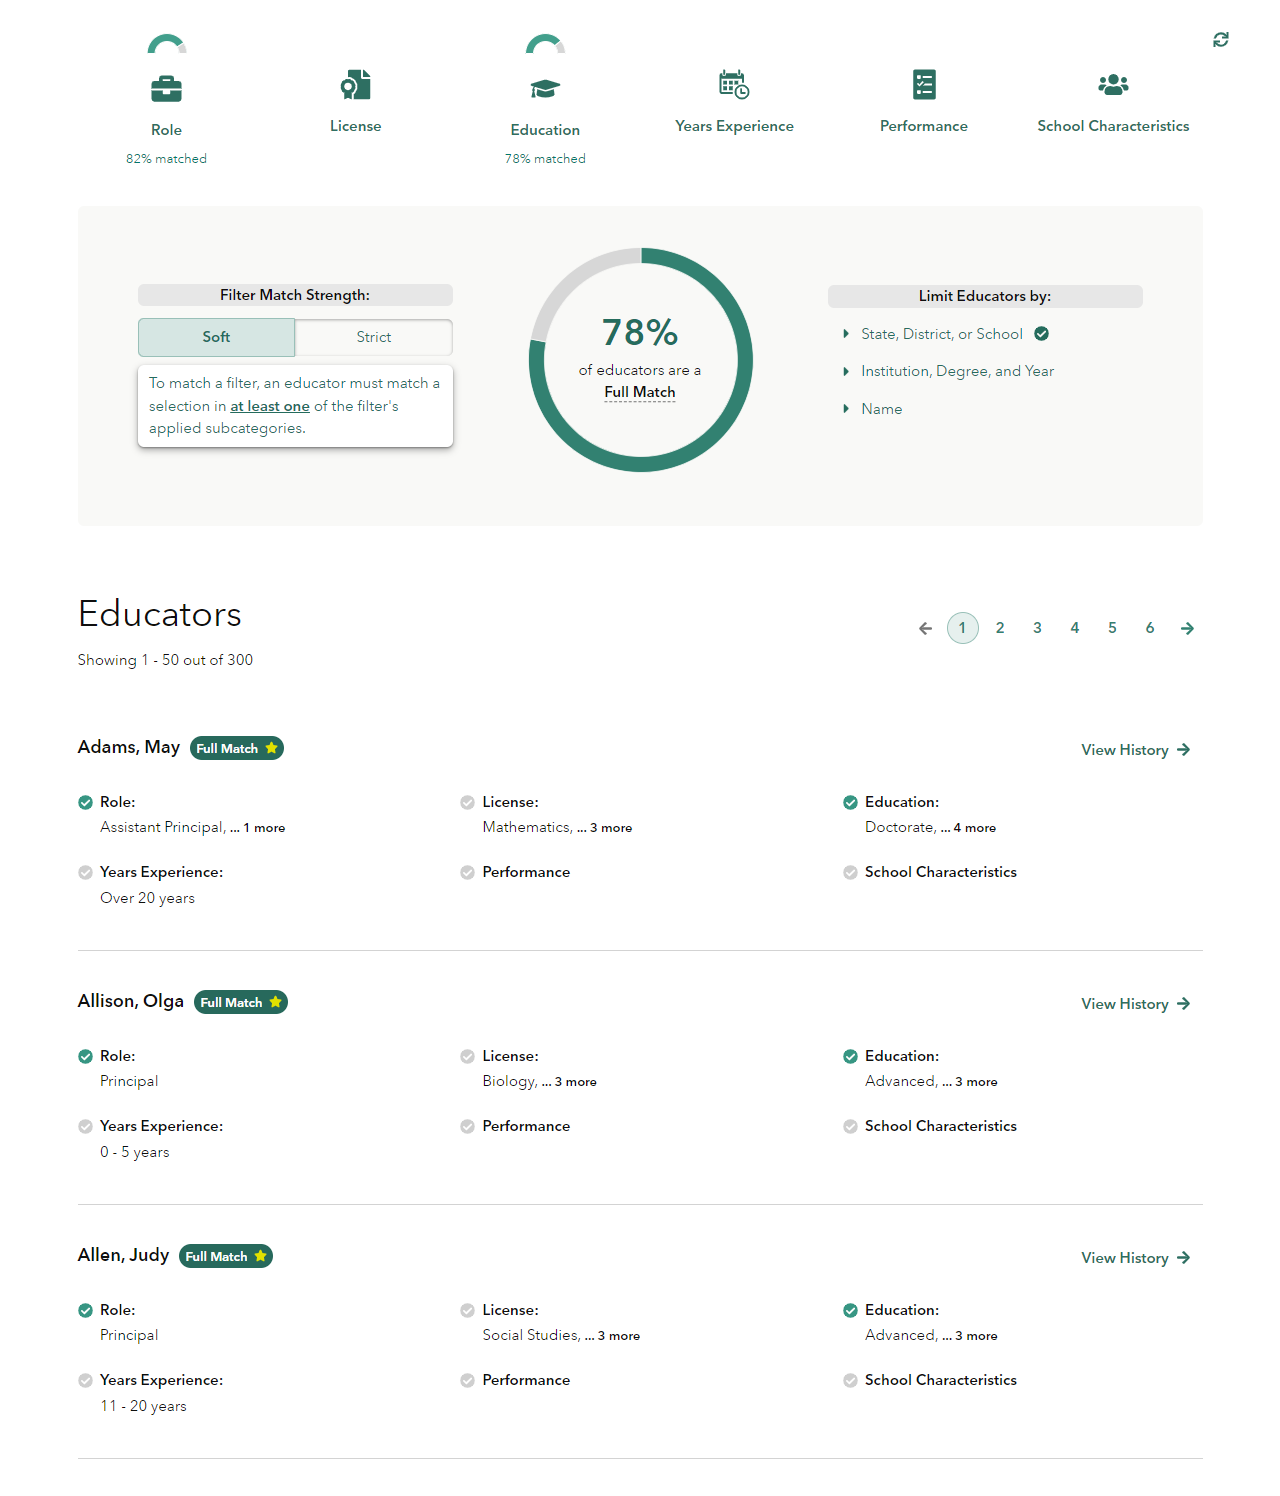 Role
License
Education
Years Experience
Performance
School Characteristics
82% matched
78% matched
Filter Match Strength:
Soft
Strict
To match a filter, an educator must match a
selection in at least one of the filter's
applied subcategories.
78%
of educators are a
Full Match
Limit Educators by:
State, District, or School
Institution, Degree, and Year
Name
Educators
Showing 1 - 50 out of 300
1 2 3 4 5 6
Adams, May Full Match
View History
Role:
Assistant Principal, ... 1 more
License:
Mathematics, ... 3 more
Education:
Doctorate, ... 4 more
Years Experience:
Over 20 years
Performance
School Characteristics
Allison, Olga Full Match
View History
Role:
Principal
License:
Biology, ... 3 more
Education:
Advanced, ... 3 more
Years Experience:
0 - 5 years
Performance
School Characteristics
Allen, Judy Full Match
View History
Role:
Principal
License:
Social Studies, ... 3 more
Education:
Advanced, ... 3 more
Years Experience:
11 - 20 years
Performance
School Characteristics